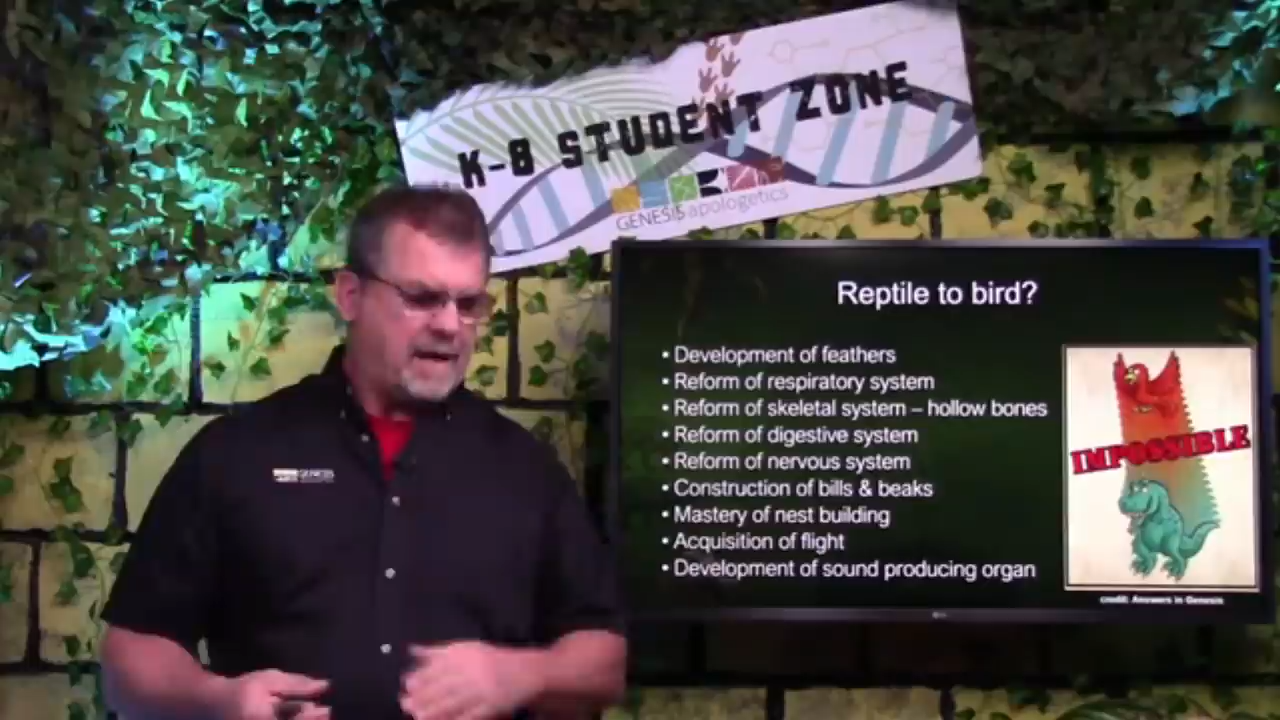 K-8 STUDENT ZONE
GENESIS apologetics
GENESIS
Reptile to bird?
• Development of feathers
• Reform of respiratory system
• Reform of skeletal system – hollow bones
• Reform of digestive system
• Reform of nervous system
• Construction of bills & beaks
• Mastery of nest building
• Acquisition of flight
• Development of sound producing organ
IMPOSSIBLE
credit: Answers in Genesis